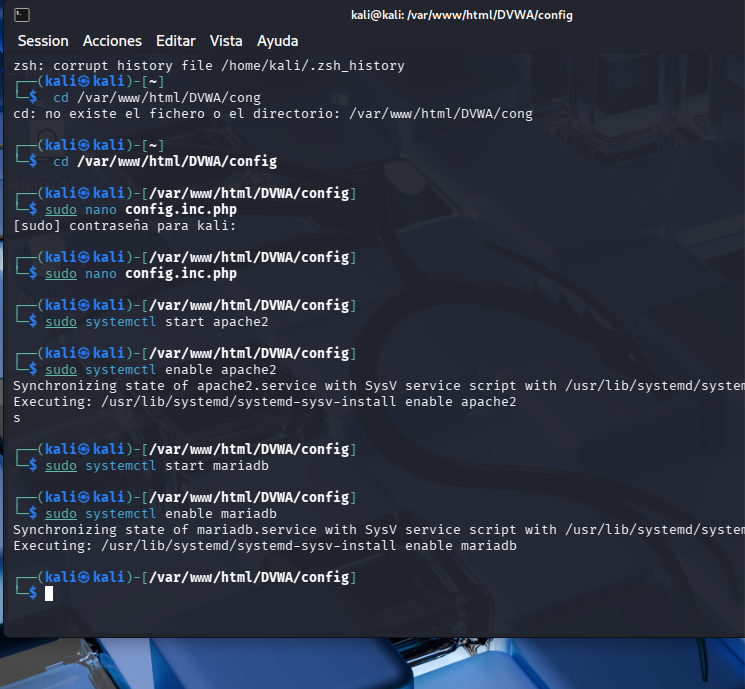 kali@kali: /var/www/html/DVWA/config
Session Acciones Editar Vista Ayuda
zsh: corrupt history file /home/kali/.zsh_history
┌──(kali㉿kali)-[~]
└─$ cd /var/www/html/DVWA/cong
cd: no existe el fichero o el directorio: /var/www/html/DVWA/cong
┌──(kali㉿kali)-[~]
└─$ cd /var/www/html/DVWA/config
┌──(kali㉿kali)-[/var/www/html/DVWA/config]
└─$ sudo nano config.inc.php
[sudo] contraseña para kali:
┌──(kali㉿kali)-[/var/www/html/DVWA/config]
└─$ sudo nano config.inc.php
┌──(kali㉿kali)-[/var/www/html/DVWA/config]
└─$ sudo systemctl start apache2
┌──(kali㉿kali)-[/var/www/html/DVWA/config]
└─$ sudo systemctl enable apache2
Synchronizing state of apache2.service with SysV service script with /usr/lib/systemd/system
Executing: /usr/lib/systemd/systemd-sysv-install enable apache2
s
┌──(kali㉿kali)-[/var/www/html/DVWA/config]
└─$ sudo systemctl start mariadb
┌──(kali㉿kali)-[/var/www/html/DVWA/config]
└─$ sudo systemctl enable mariadb
Synchronizing state of mariadb.service with SysV service script with /usr/lib/systemd/system
Executing: /usr/lib/systemd/systemd-sysv-install enable mariadb
┌──(kali㉿kali)-[/var/www/html/DVWA/config]
└─$